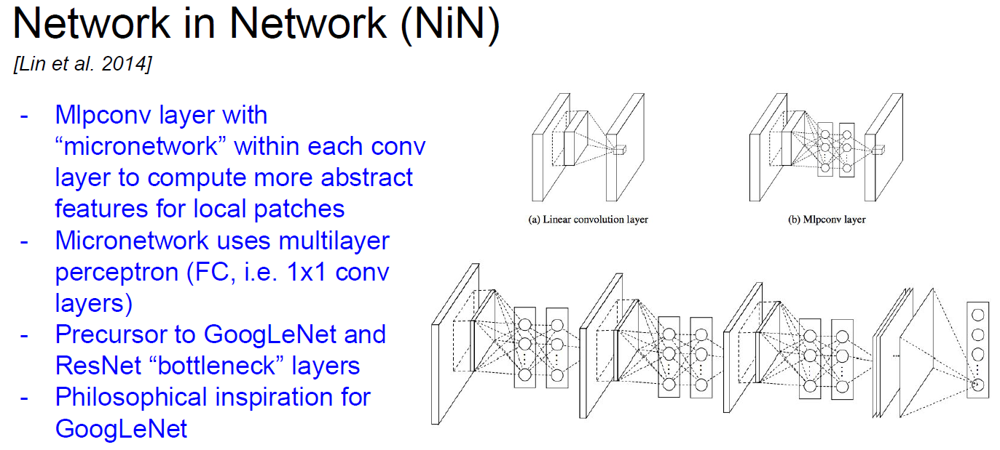 Network in Network (NiN)
[Lin et al. 2014]
- Mlpconv layer with
“micronetwork” within each conv
layer to compute more abstract
features for local patches
- Micronetwork uses multilayer
perceptron (FC, i.e. 1x1 conv
layers)
- Precursor to GoogLeNet and
ResNet “bottleneck” layers
- Philosophical inspiration for
GoogLeNet
(a) Linear convolution layer
(b) Mlpconv layer